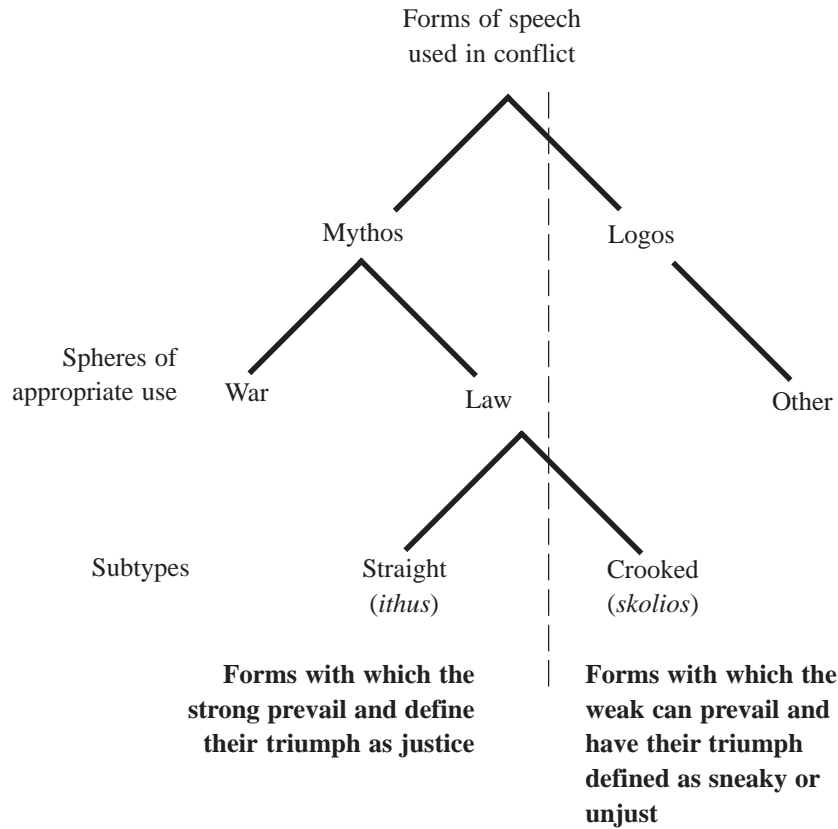 Forms of speech
used in conflict
Mythos
Logos
Spheres of
appropriate use
War
Law
Other
Subtypes
Straight
(ithus)
Crooked
(skolios)
Forms with which the
strong prevail and define
their triumph as justice
Forms with which the
weak can prevail and
have their triumph
defined as sneaky or
unjust